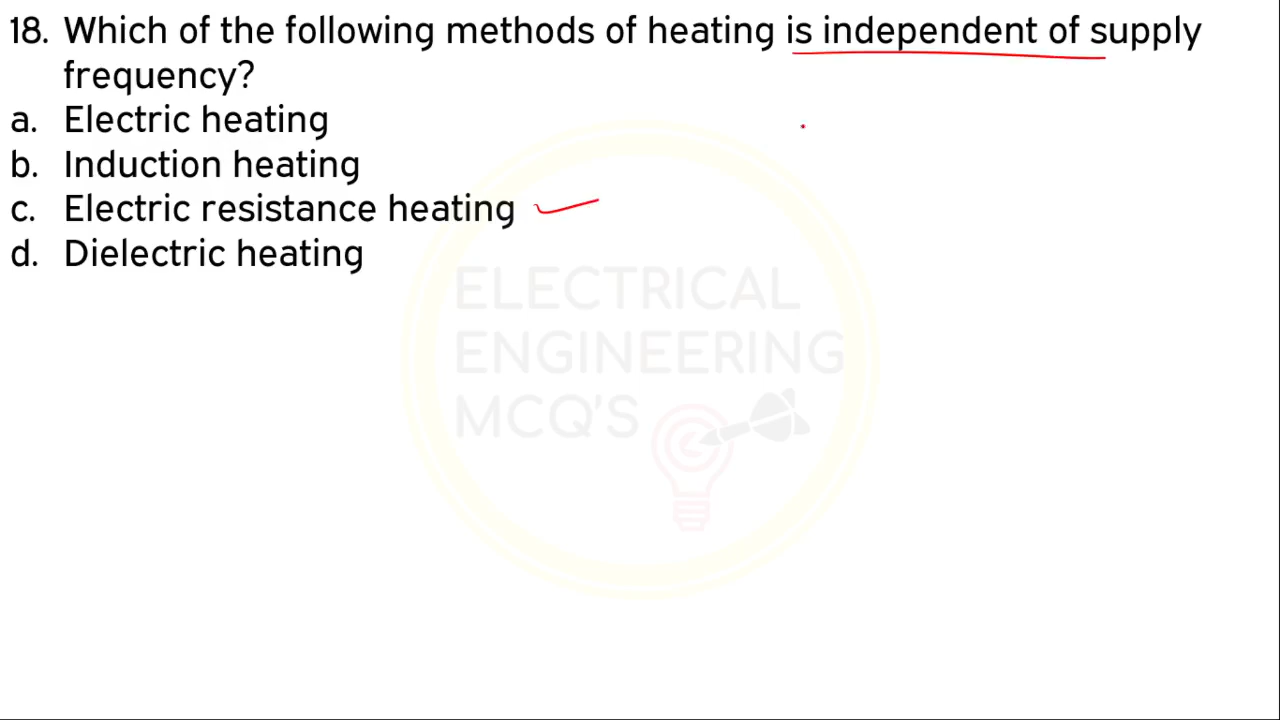 18. Which of the following methods of heating is independent of supply
frequency?
a. Electric heating
b. Induction heating
c. Electric resistance heating
d. Dielectric heating
ELECTRICAL
ENGINEERING
MCQ'S